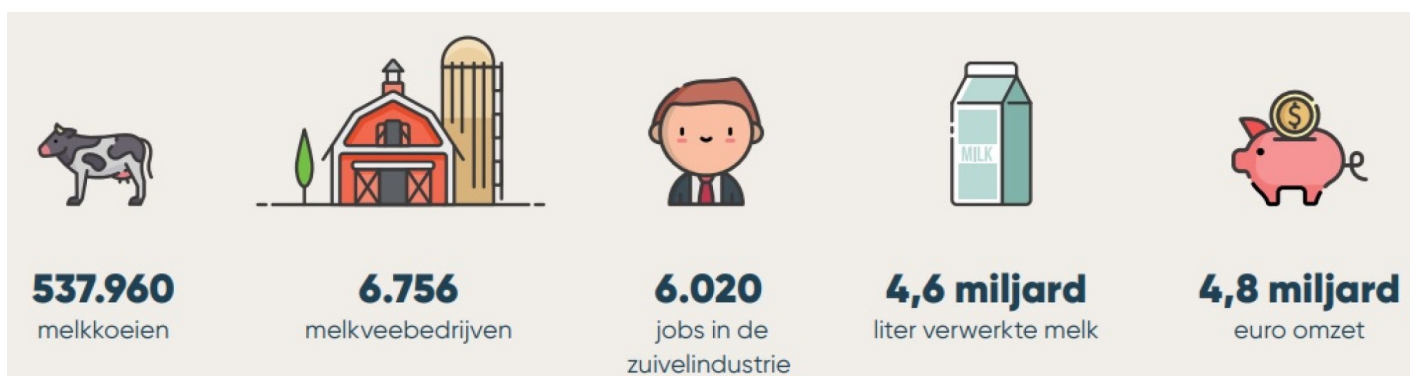 MILK
$
537.960
melkkoeien
6.756
melkveebedrijven
6.020
jobs in de
zuivelindustrie
4,6 miljard
liter verwerkte melk
4,8 miljard
euro omzet